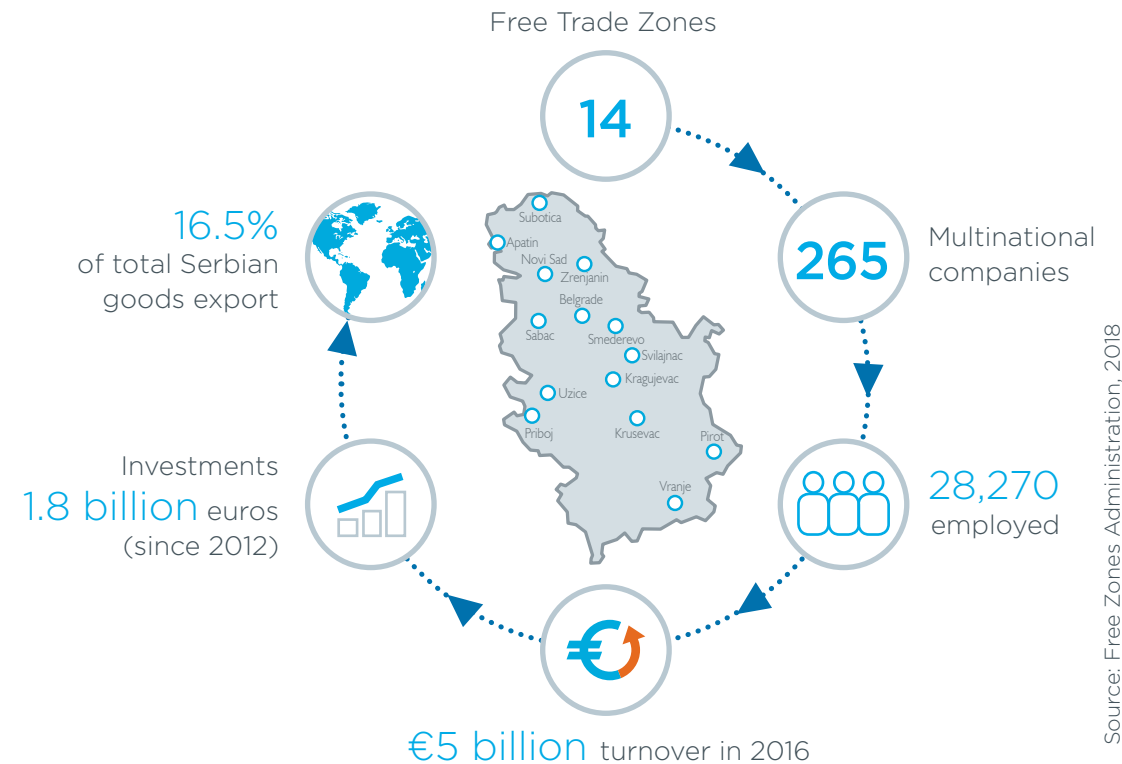 Free Trade Zones
14
265
Multinational
companies
28,270
employed
€5 billion turnover in 2016
Investments
1.8 billion euros
(since 2012)
16.5%
of total Serbian
goods export
Subotica
Apatin
Novi Sad
Zrenjanin
Belgrade
Sabac
Smederevo
Svilajnac
Kragujevac
Uzice
Priboj
Krusevac
Pirot
Vranje
Source: Free Zones Administration, 2018